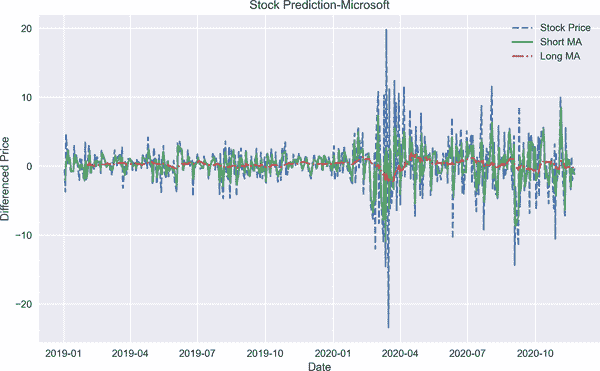 Stock Prediction-Microsoft
Stock Price
Short MA
Long MA
20
10
0
−10
−20
Differenced Price
2019-01 2019-04 2019-07 2019-10 2020-01 2020-04 2020-07 2020-10
Date